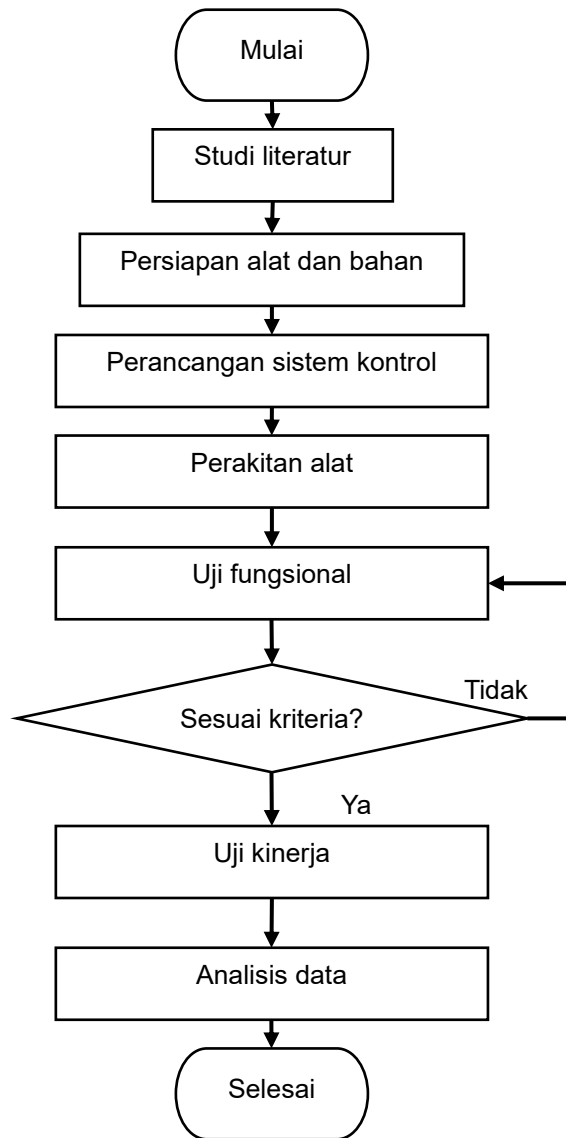 Mulai
Studi literatur
Persiapan alat dan bahan
Perancangan sistem kontrol
Perakitan alat
Uji fungsional
Tidak
Sesuai kriteria?
Ya
Uji kinerja
Analisis data
Selesai